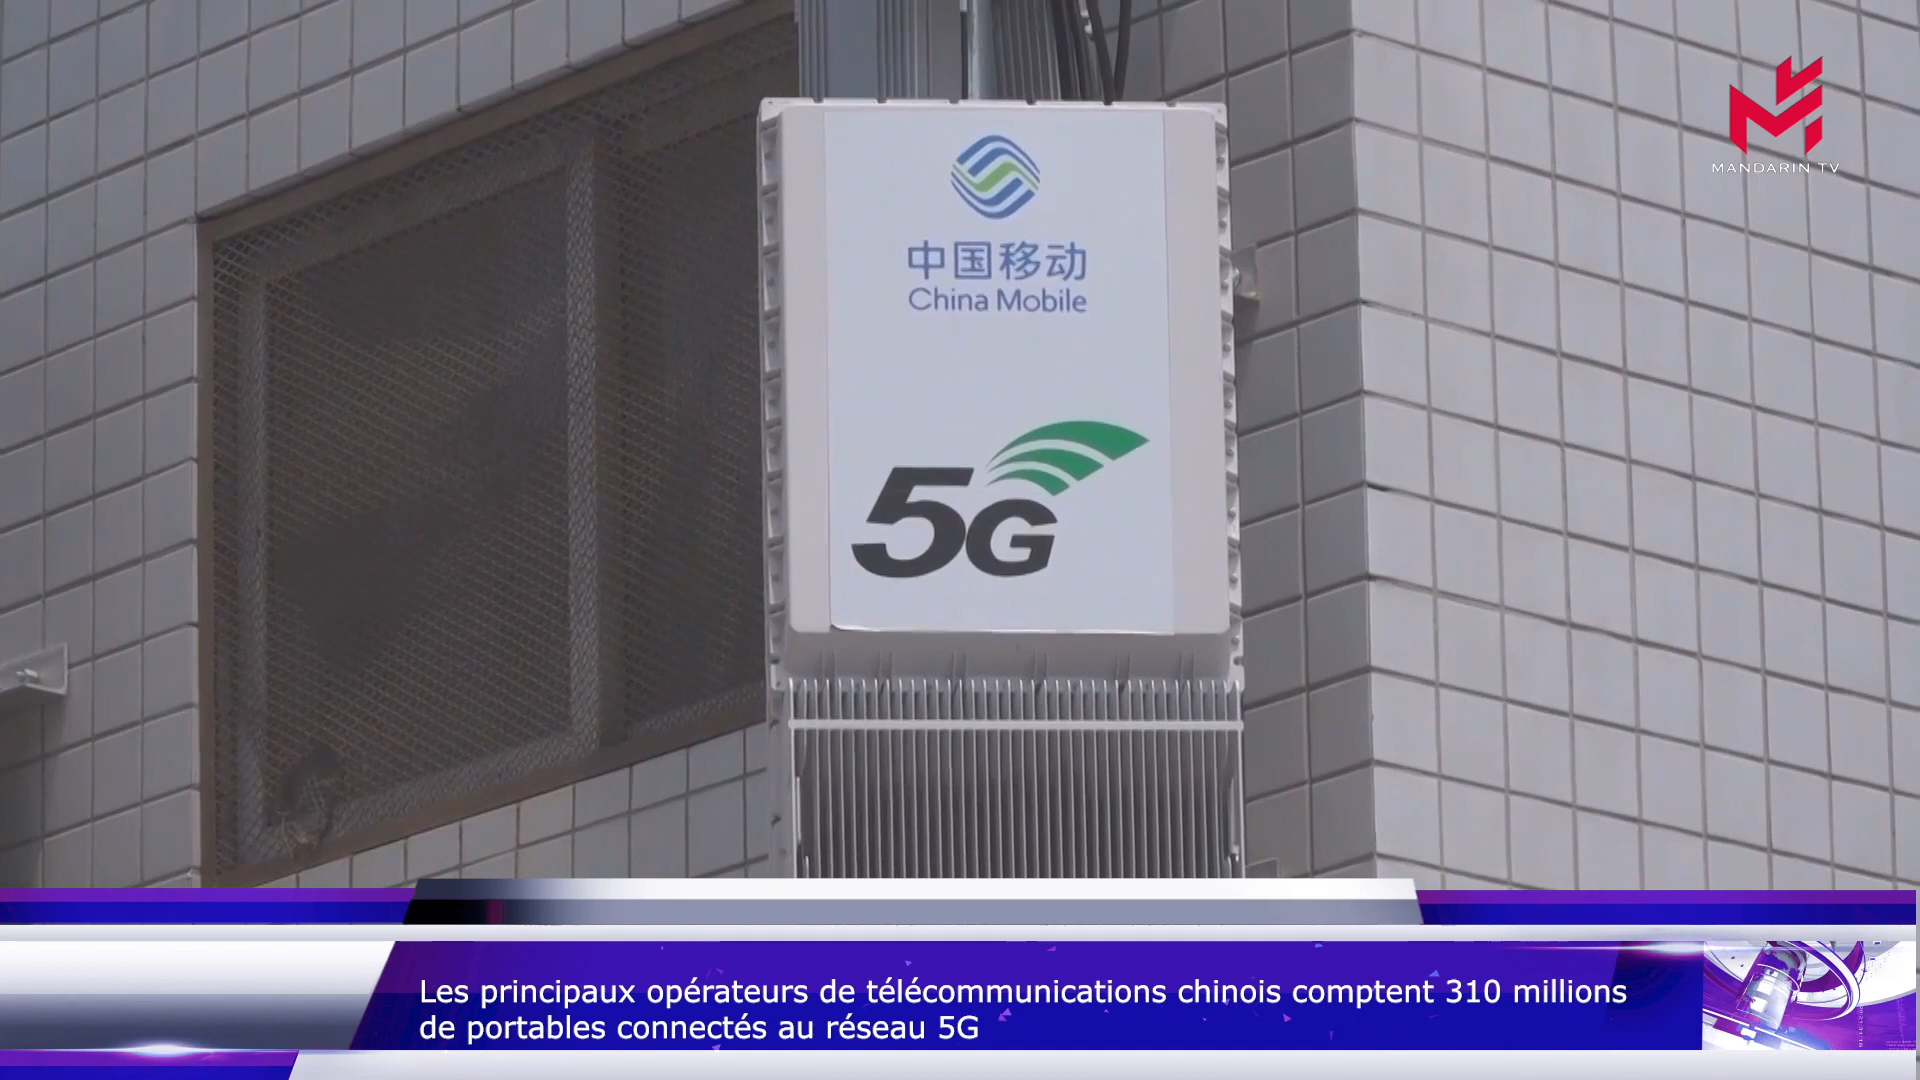 MANDARIN TV
中国移动
China Mobile
5G
Les principaux opérateurs de télécommunications chinois comptent 310 millions
de portables connectés au réseau 5G